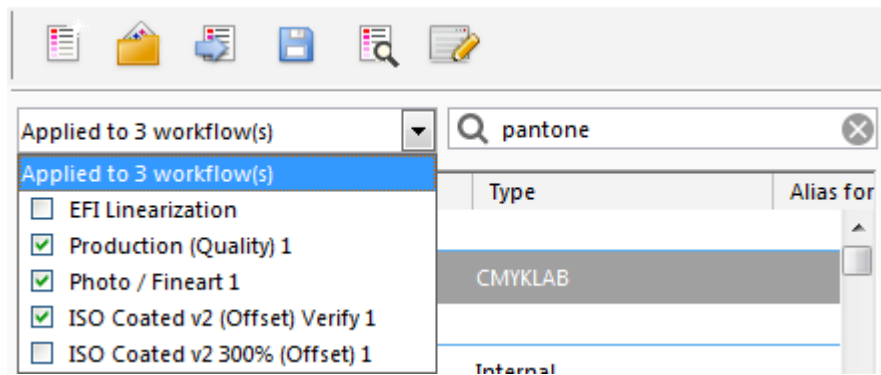 Applied to 3 workflow(s)
pantone
Applied to 3 workflow(s)
Type
Alias for
EFI Linearization
Production (Quality) 1
Photo / Fineart 1
CMYKLAB
ISO Coated v2 (Offset) Verify 1
ISO Coated v2 300% (Offset) 1
Internal